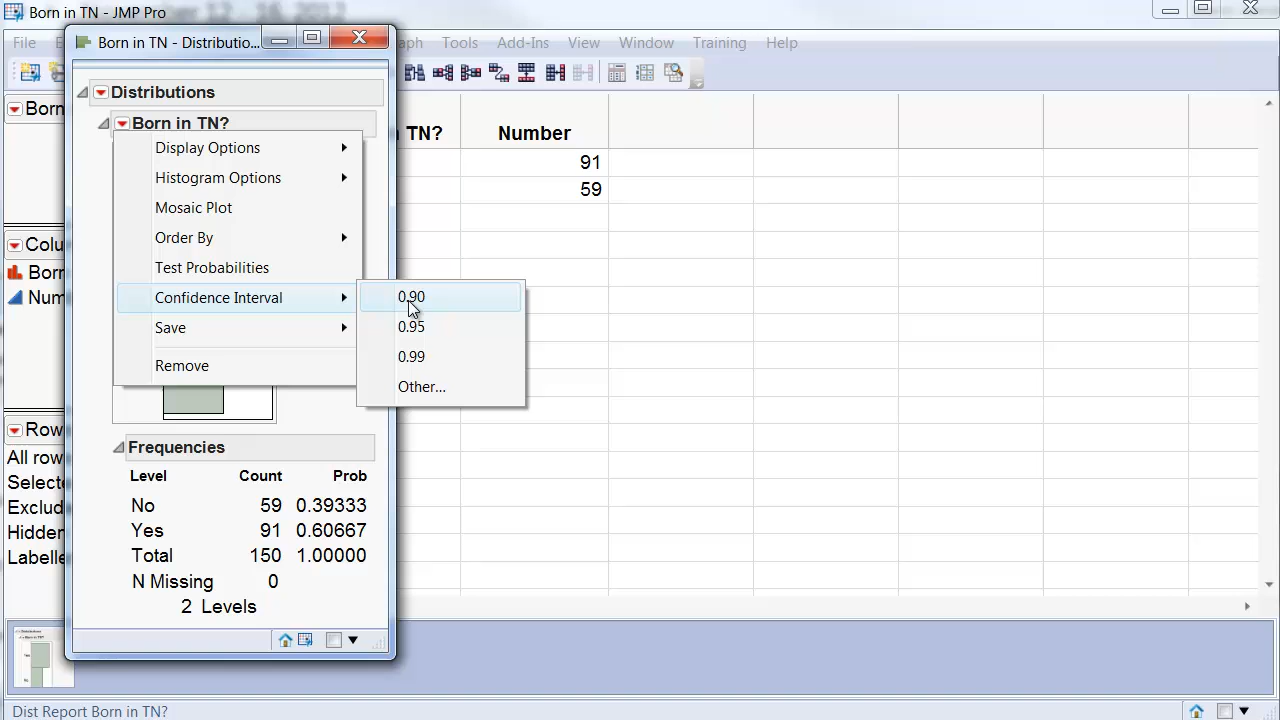 12 - 16, 2012
Born in TN - JMP Pro
File
Tools Add-Ins View Window Training Help
Born in TN - Distributio...
Distributions
Born in TN?
Born
TN? Number
91
59
Display Options
Histogram Options
Mosaic Plot
Order By
Test Probabilities
Confidence Interval
Save
Remove
0.90
0.95
0.99
Other...
Colu
Born
Num
Row
All row
Selecte
Exclud
Hidden
Labelle
Frequencies
Level Count Prob
No 59 0.39333
Yes 91 0.60667
Total 150 1.00000
N Missing 0
2 Levels
Dist Report Born in TN?